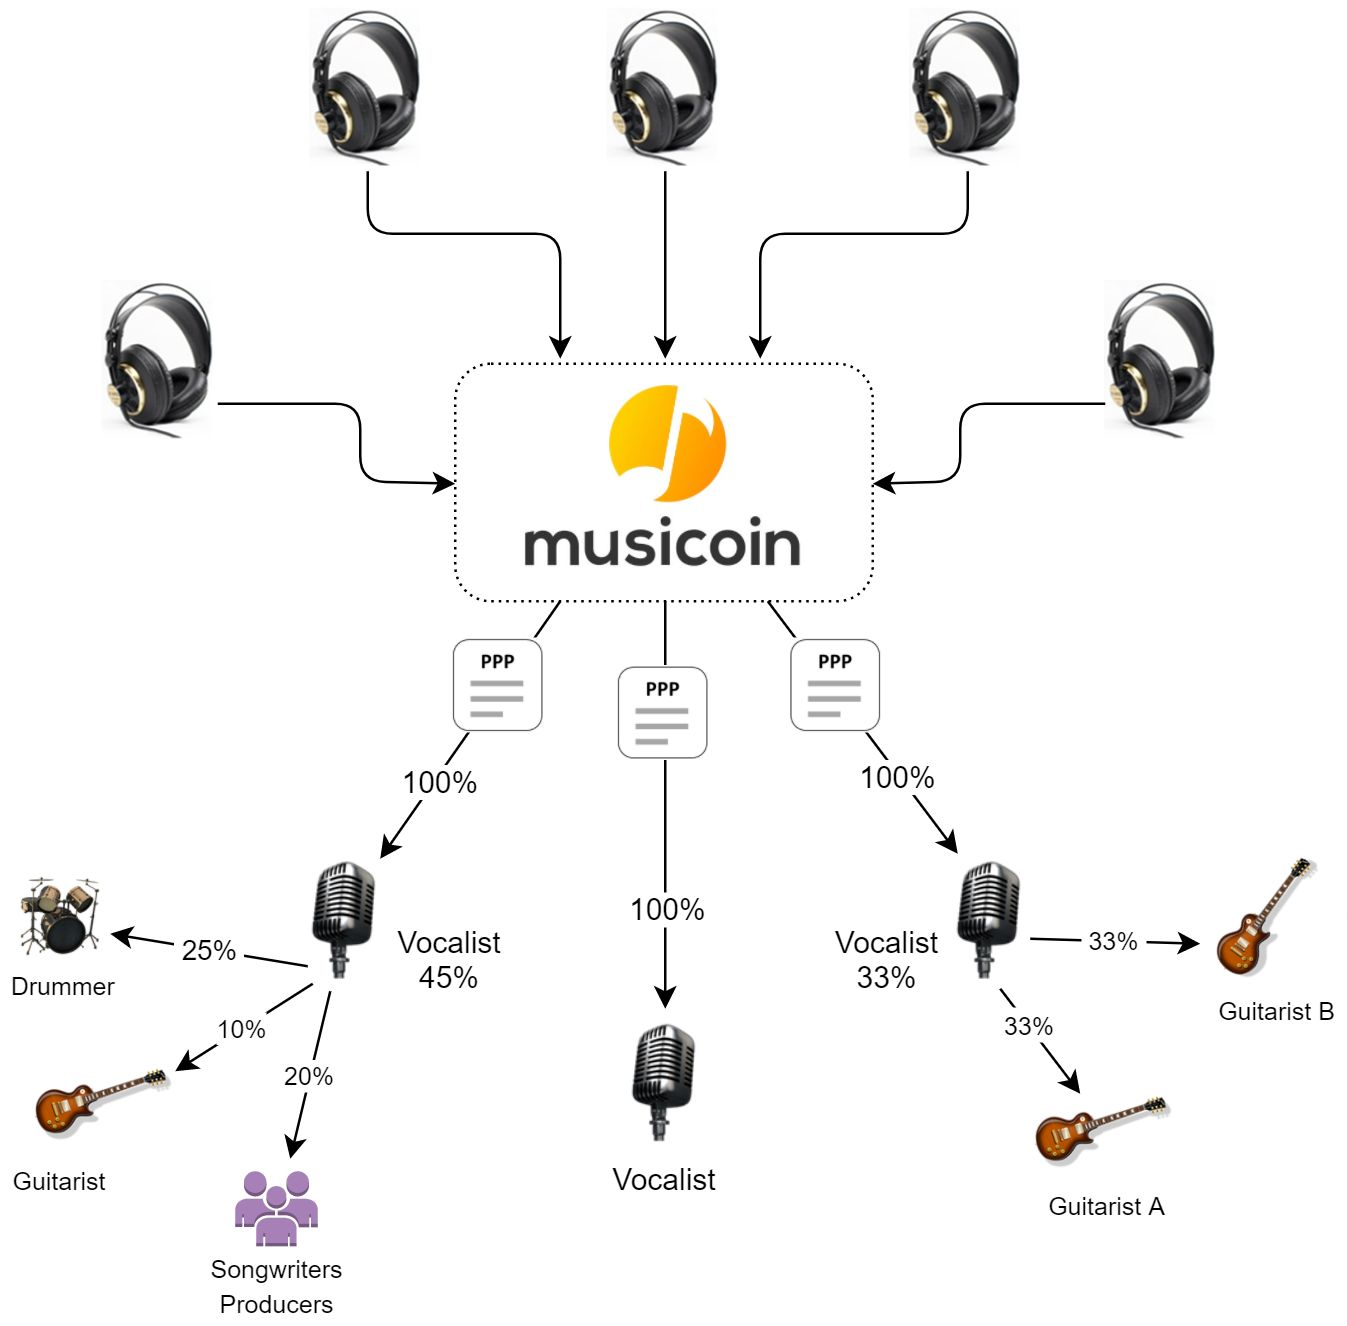 musicoin
PPP
PPP
PPP
100%
100%
100%
Vocalist
45%
Vocalist
33%
25%
Drummer
10%
20%
Guitarist
Songwriters
Producers
Vocalist
33%
Guitarist B
33%
Guitarist A